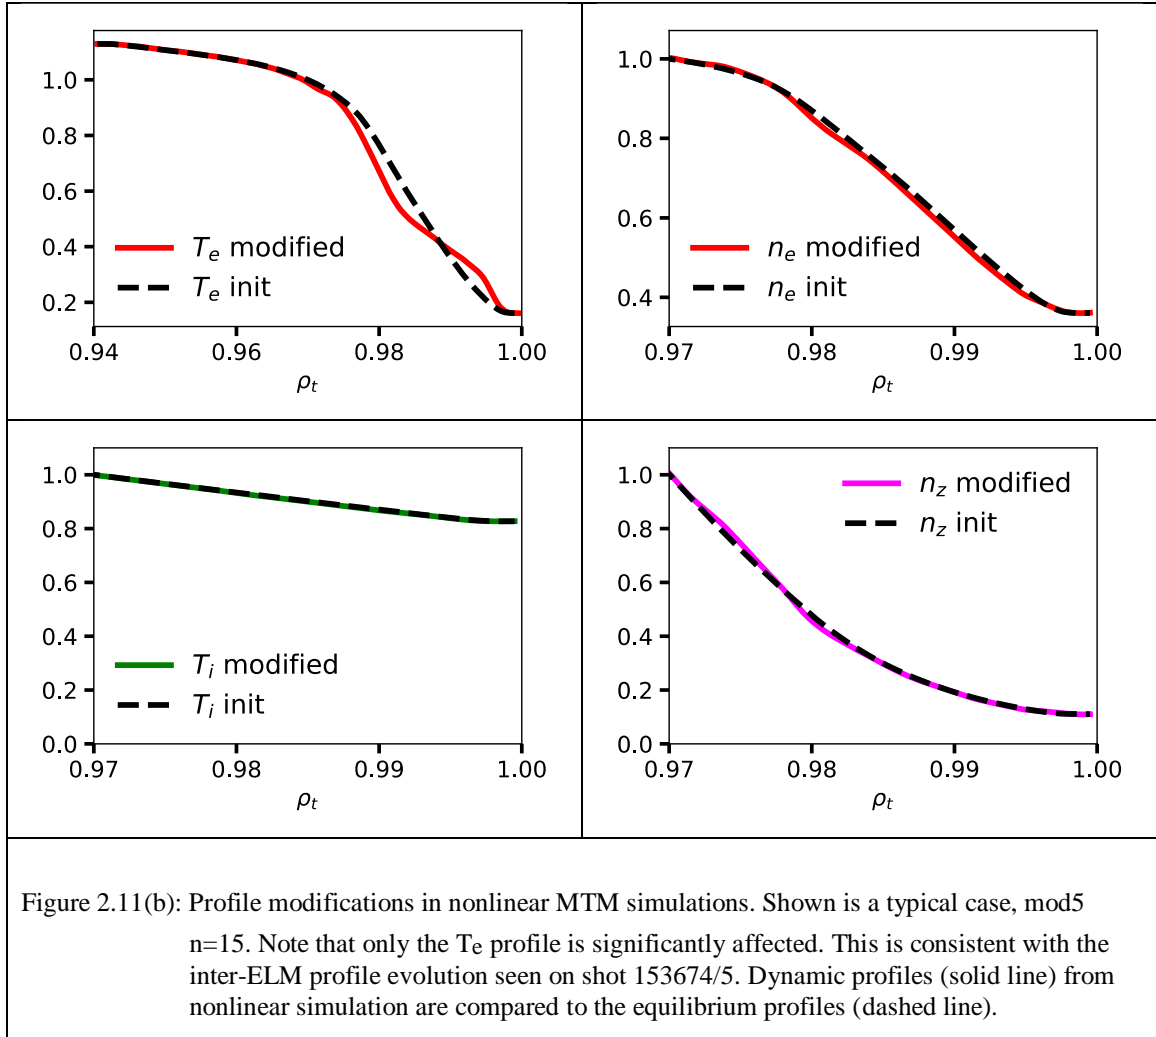 1.0
0.8
0.6
0.4
0.2
T_e modified
T_e init
0.94
0.96
0.98
1.00
ρ_t
1.0
0.8
0.6
0.4
n_e modified
n_e init
0.97
0.98
0.99
1.00
ρ_t
1.0
0.8
0.6
0.4
0.2
0.0
T_i modified
T_i init
0.97
0.98
0.99
1.00
ρ_t
1.0
0.8
0.6
0.4
0.2
0.0
n_z modified
n_z init
0.97
0.98
0.99
1.00
ρ_t
Figure 2.11(b): Profile modifications in nonlinear MTM simulations. Shown is a typical case, mod5
n=15. Note that only the Te profile is significantly affected. This is consistent with the
inter-ELM profile evolution seen on shot 153674/5. Dynamic profiles (solid line) from
nonlinear simulation are compared to the equilibrium profiles (dashed line).